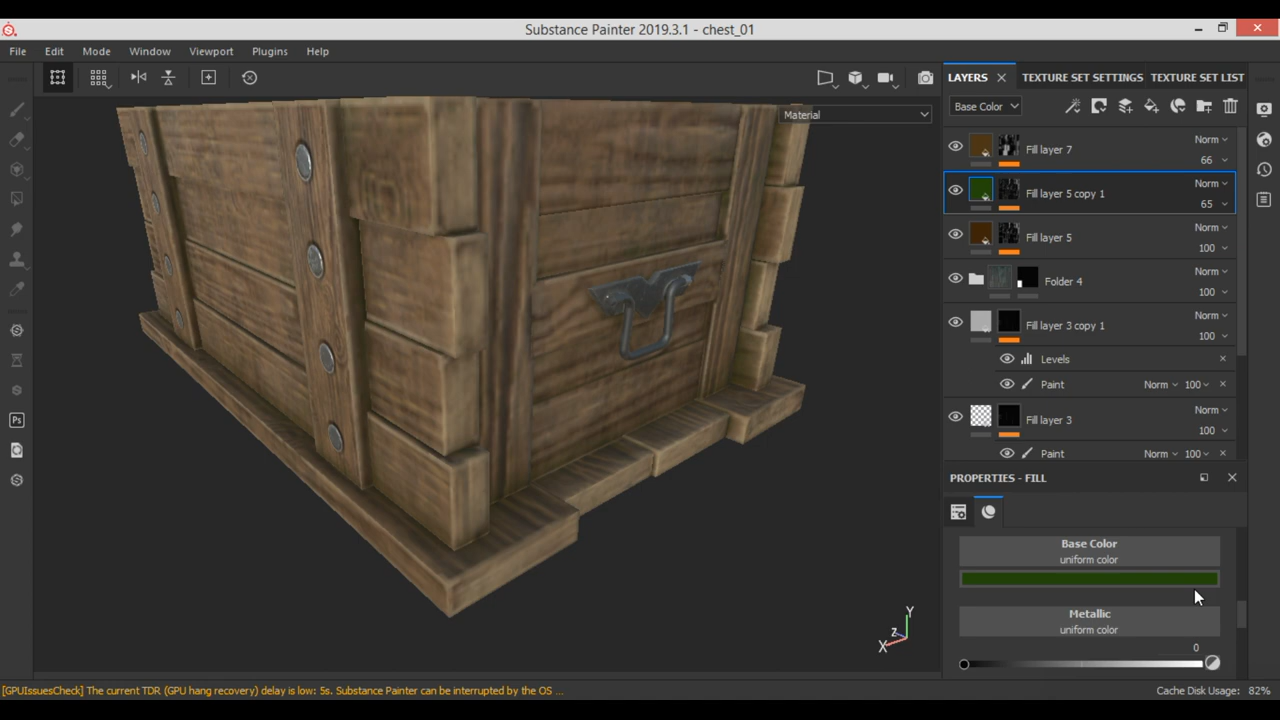 Substance Painter 2019.3.1 - chest_01
File Edit Mode Window Viewport Plugins Help
LAYERS TEXTURE SET SETTINGS TEXTURE SET LIST
Base Color
Material
Norm
Fill layer 7
66
Norm
Fill layer 5 copy 1
65
Norm
Fill layer 5
100
Norm
Folder 4
100
Norm
Fill layer 3 copy 1
100
Levels
Paint Norm 100
Norm
Fill layer 3
100
Paint Norm 100
PROPERTIES - FILL
Ps
Base Color
uniform color
Metallic
uniform color
0
Y
Z
X
[GPUIssuesCheck] The current TDR (GPU hang recovery) delay is low: 5s. Substance Painter can be interrupted by the OS ...
Cache Disk Usage: 82%